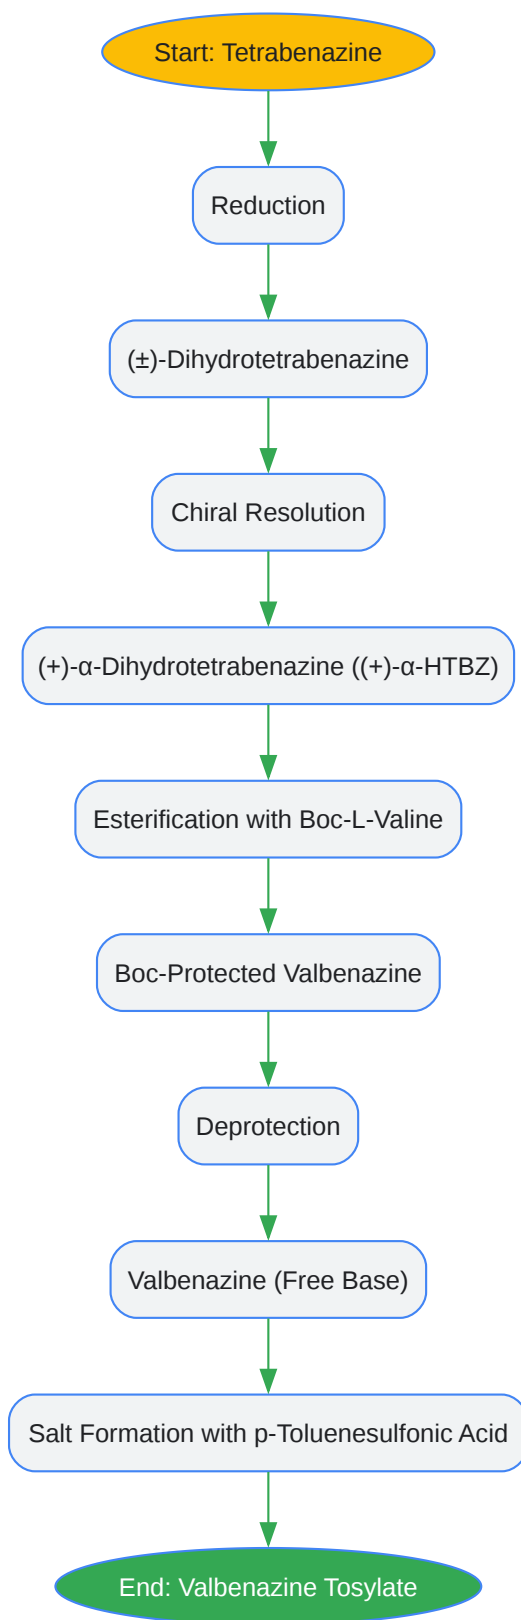 Start: Tetrabenazine
Reduction
(±)-Dihydrotetrabenazine
Chiral Resolution
(+)-α-Dihydrotetrabenazine ((+)-α-HTBZ)
Esterification with Boc-L-Valine
Boc-Protected Valbenazine
Deprotection
Valbenazine (Free Base)
Salt Formation with p-Toluenesulfonic Acid
End: Valbenazine Tosylate